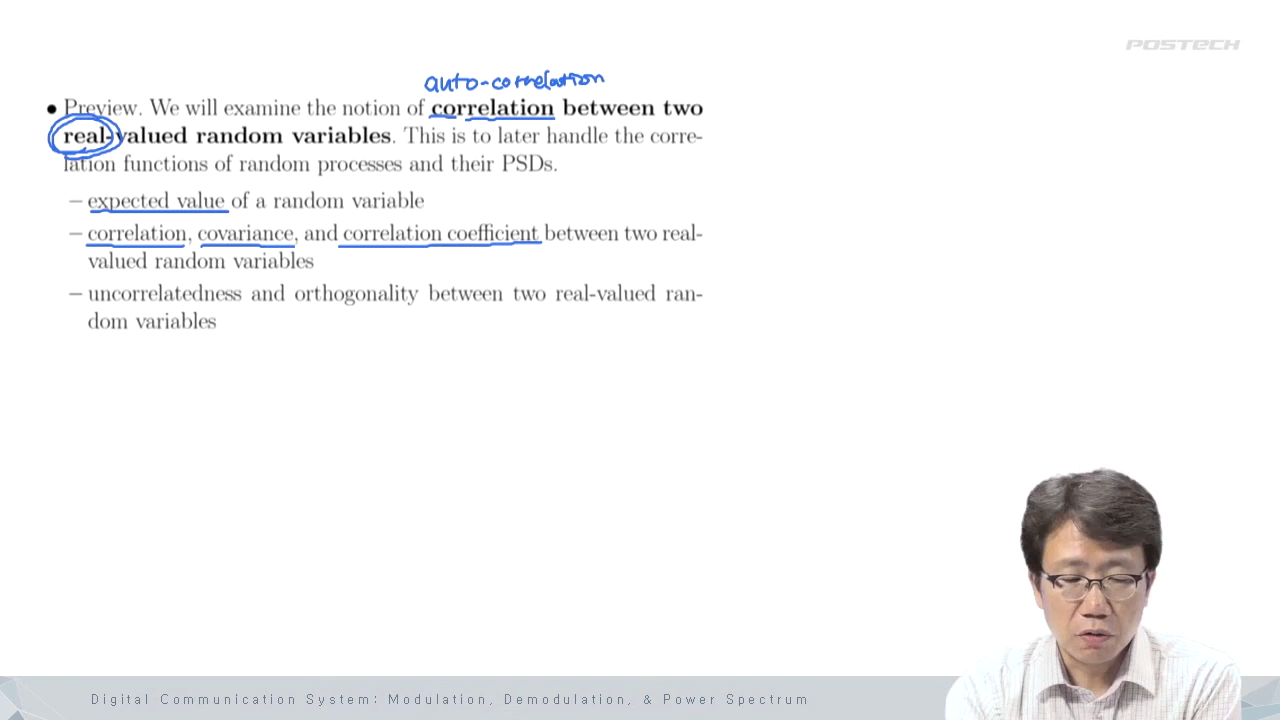 POSTECH
auto-correlation
• Preview. We will examine the notion of correlation between two
real-valued random variables. This is to later handle the corre-
lation functions of random processes and their PSDs.
– expected value of a random variable
– correlation, covariance, and correlation coefficient between two real-
valued random variables
– uncorrelatedness and orthogonality between two real-valued ran-
dom variables
Digital Communication System: Modulation, Demodulation, & Power Spectrum